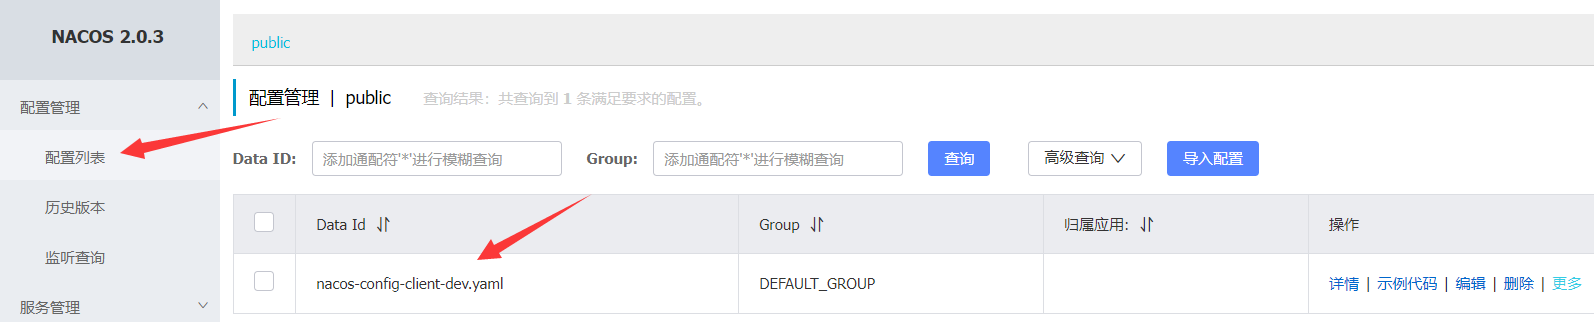 NACOS 2.0.3
配置管理
配置列表
历史版本
监听查询
服务管理
public
配置管理 | public 查询结果：共查询到 1 条满足要求的配置。
Data ID: 添加通配符'*'进行模糊查询 Group: 添加通配符'*'进行模糊查询 查询 高级查询 导入配置
Data Id Group 归属应用: 操作
nacos-config-client-dev.yaml DEFAULT_GROUP 详情 | 示例代码 | 编辑 | 删除 | 更多